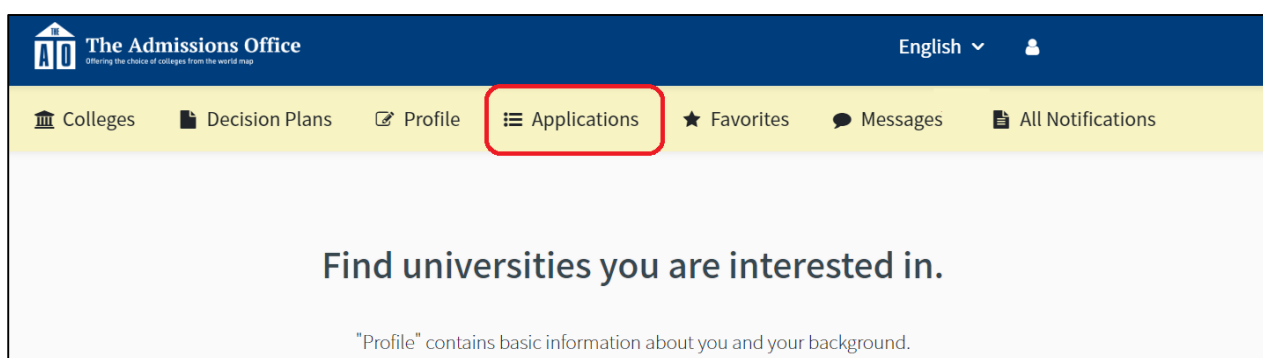 THE
AO
The Admissions Office
Offering the choice of colleges from the world map
English
Colleges
Decision Plans
Profile
Applications
Favorites
Messages
All Notifications
Find universities you are interested in.
"Profile" contains basic information about you and your background.